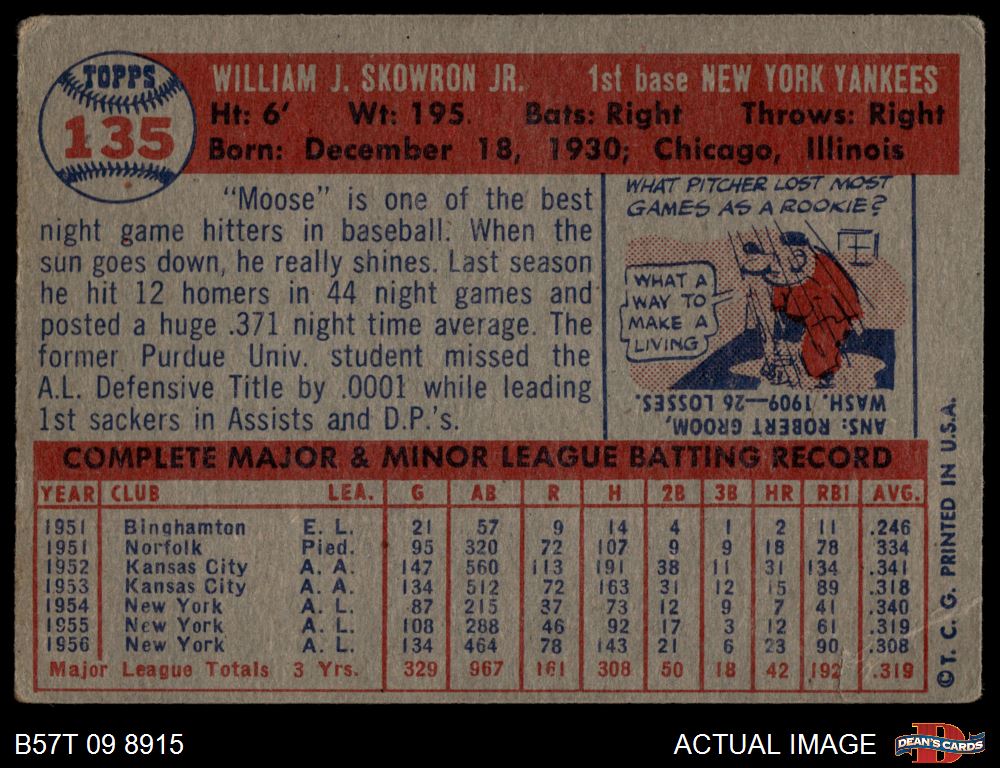 TOPPS
135
WILLIAM J. SKOWRON JR. 1st base NEW YORK YANKEES
Ht: 6' Wt: 195. Bats: Right Throws: Right
Born: December 18, 1930; Chicago, Illinois
"Moose" is one of the best
night game hitters in baseball. When the
sun goes down, he really shines. Last season
he hit 12 homers in 44 night games and
posted a huge .371 night time average. The
former Purdue Univ. student missed the
A.L. Defensive Title by .0001 while leading
1st sackers in Assists and D.P.'s.
WHAT PITCHER LOST MOST
GAMES AS A ROOKIE?
WHAT A
WAY TO
MAKE A
LIVING
ANS: ROBERT GROOM,
WASH. 1909—26 LOSSES.
COMPLETE MAJOR & MINOR LEAGUE BATTING RECORD
YEAR CLUB LEA. G AB R H 2B 3B HR RBI AVG.
1951 Binghamton E. L. 21 57 9 14 4 1 2 11 .246
1951 Norfolk Pied. 95 320 72 107 9 9 18 78 .334
1952 Kansas City A. A. 147 560 113 191 38 11 31 134 .341
1953 Kansas City A. A. 134 512 72 163 31 12 15 89 .318
1954 New York A. L. 87 215 37 73 12 9 7 41 .340
1955 New York A. L. 108 288 46 92 17 3 12 61 .319
1956 New York A. L. 134 464 78 143 21 6 23 90 .308
Major League Totals 3 Yrs. 329 967 161 308 50 18 42 192 .319
©T. C. G. PRINTED IN U.S.A.
B57T 09 8915
ACTUAL IMAGE
DEAN'S CARDS